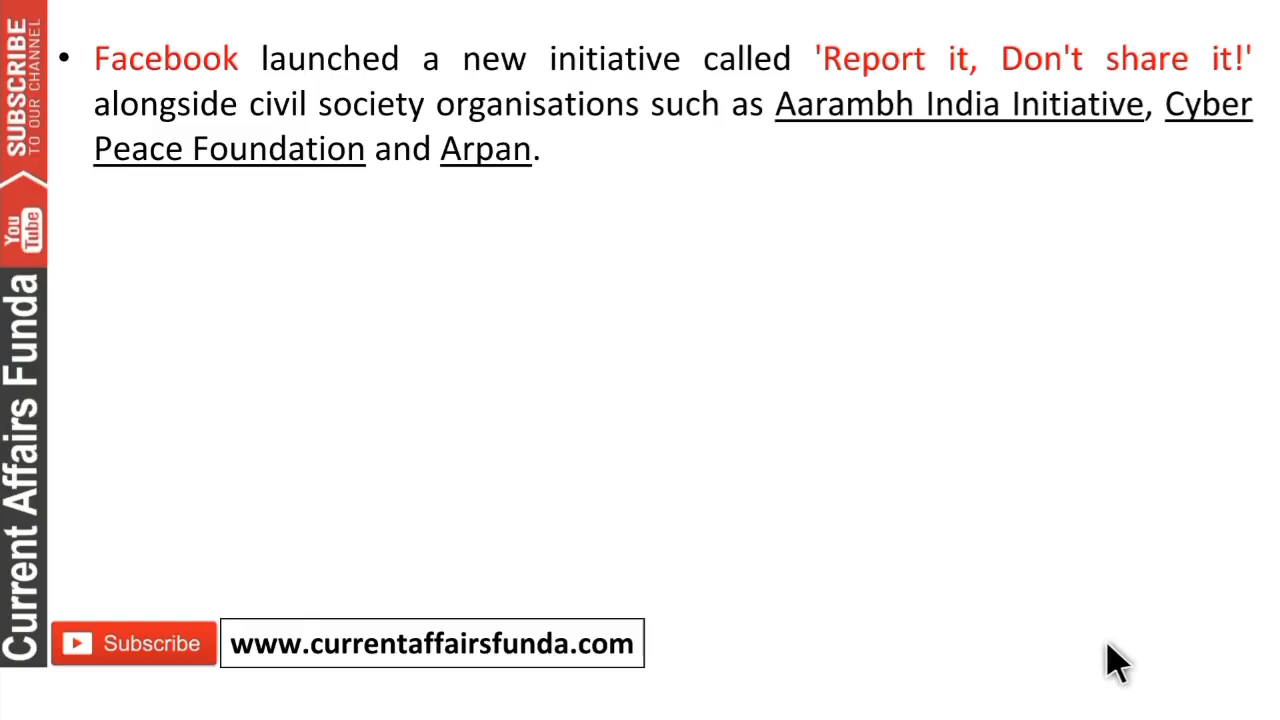 • Facebook launched a new initiative called 'Report it, Don't share it!'
alongside civil society organisations such as Aarambh India Initiative, Cyber
Peace Foundation and Arpan.
SUBSCRIBE
TO OUR CHANNEL
You
Tube
Current Affairs Funda
Subscribe
www.currentaffairsfunda.com